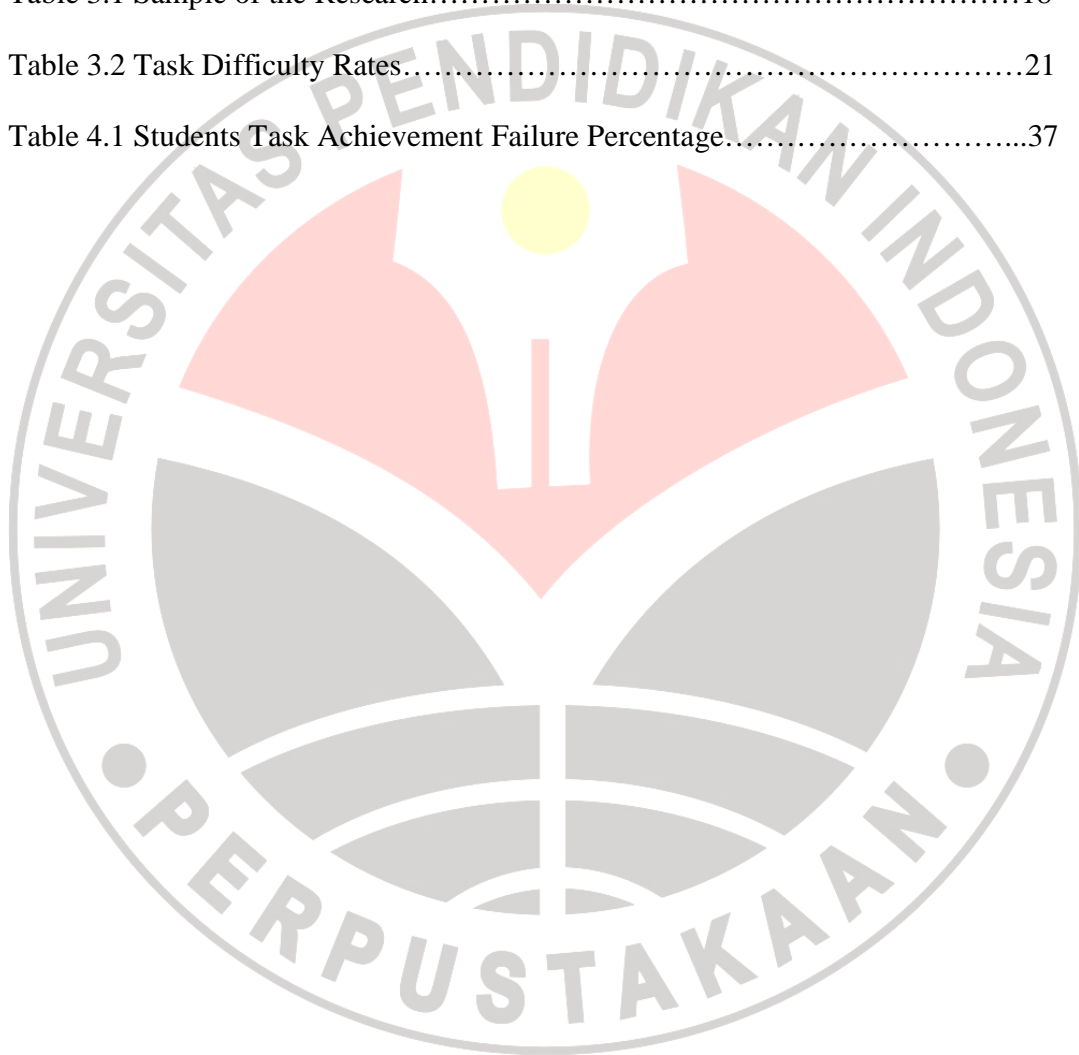 Table 3.1 Sample of the Research……………………………………………………………18
Table 3.2 Task Difficulty Rates………………………………………………………………21
Table 4.1 Students Task Achievement Failure Percentage…………………………...37
UNIVERSITAS PENDIDIKAN INDONESIA
• PERPUSTAKAAN •